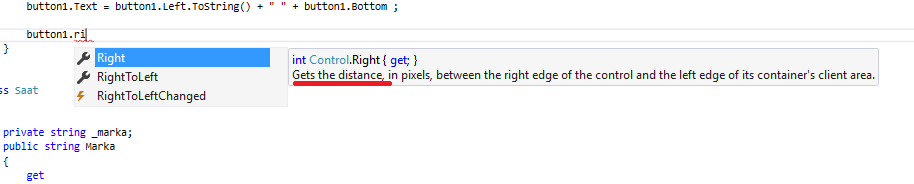 button1.Text = button1.Left.ToString() + " " + button1.Bottom ;
button1.ri
}
Right
RightToLeft
RightToLeftChanged
int Control.Right { get; }
Gets the distance, in pixels, between the right edge of the control and the left edge of its container's client area.
ss Saat
private string _marka;
public string Marka
{
get